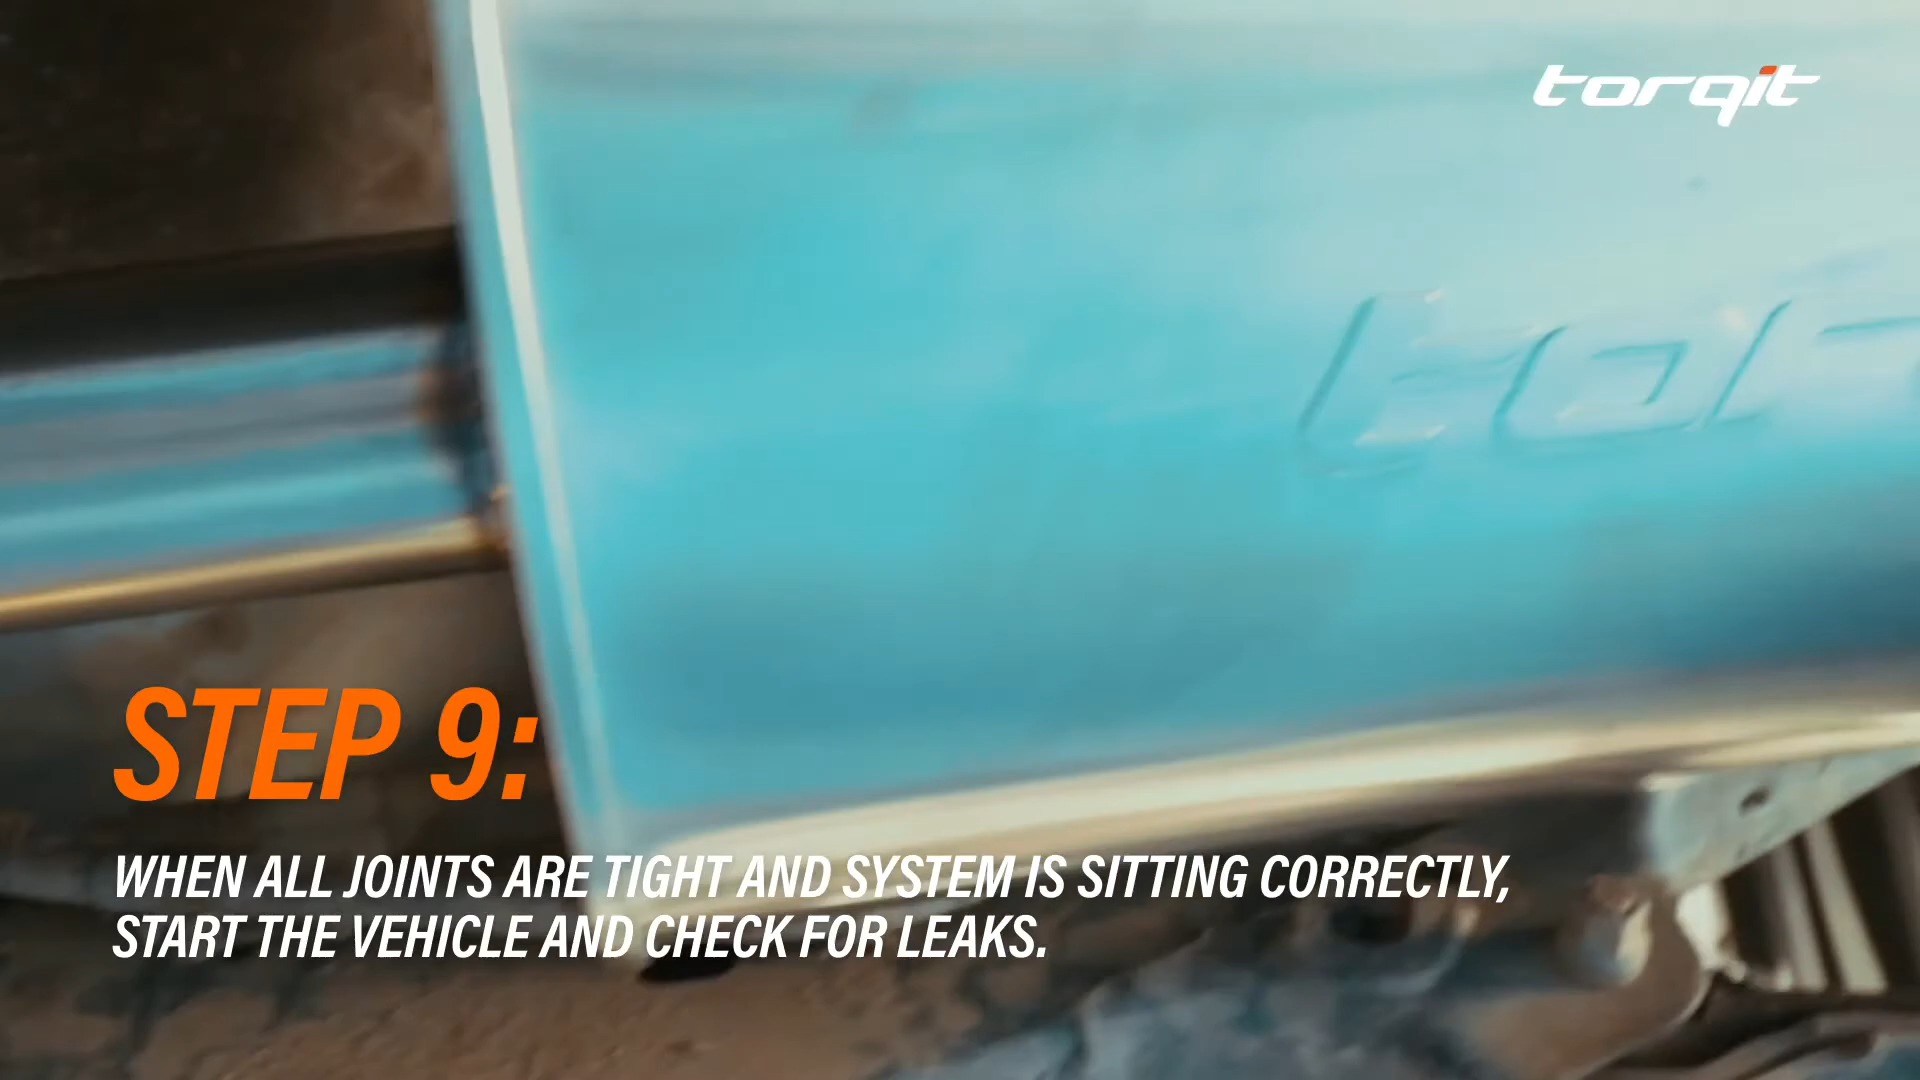 torqit
tor
STEP 9:
WHEN ALL JOINTS ARE TIGHT AND SYSTEM IS SITTING CORRECTLY,
START THE VEHICLE AND CHECK FOR LEAKS.